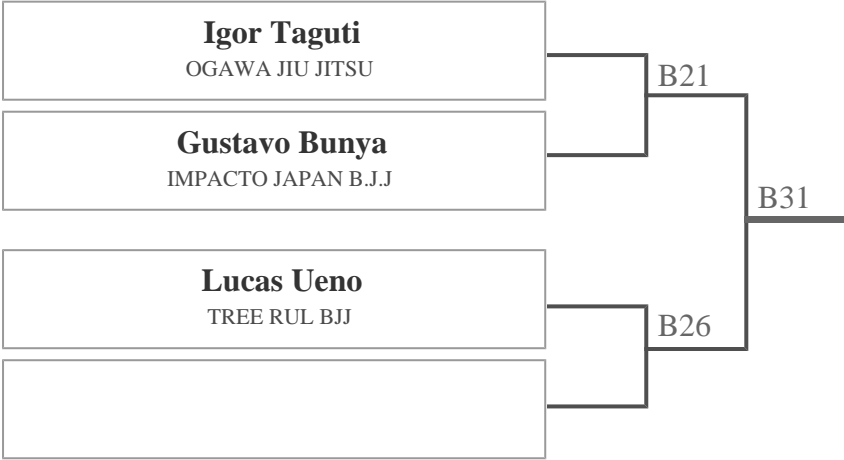 Igor Taguti
OGAWA JIU JITSU
B21
Gustavo Bunya
IMPACTO JAPAN B.J.J
B31
Lucas Ueno
TREE RUL BJJ
B26